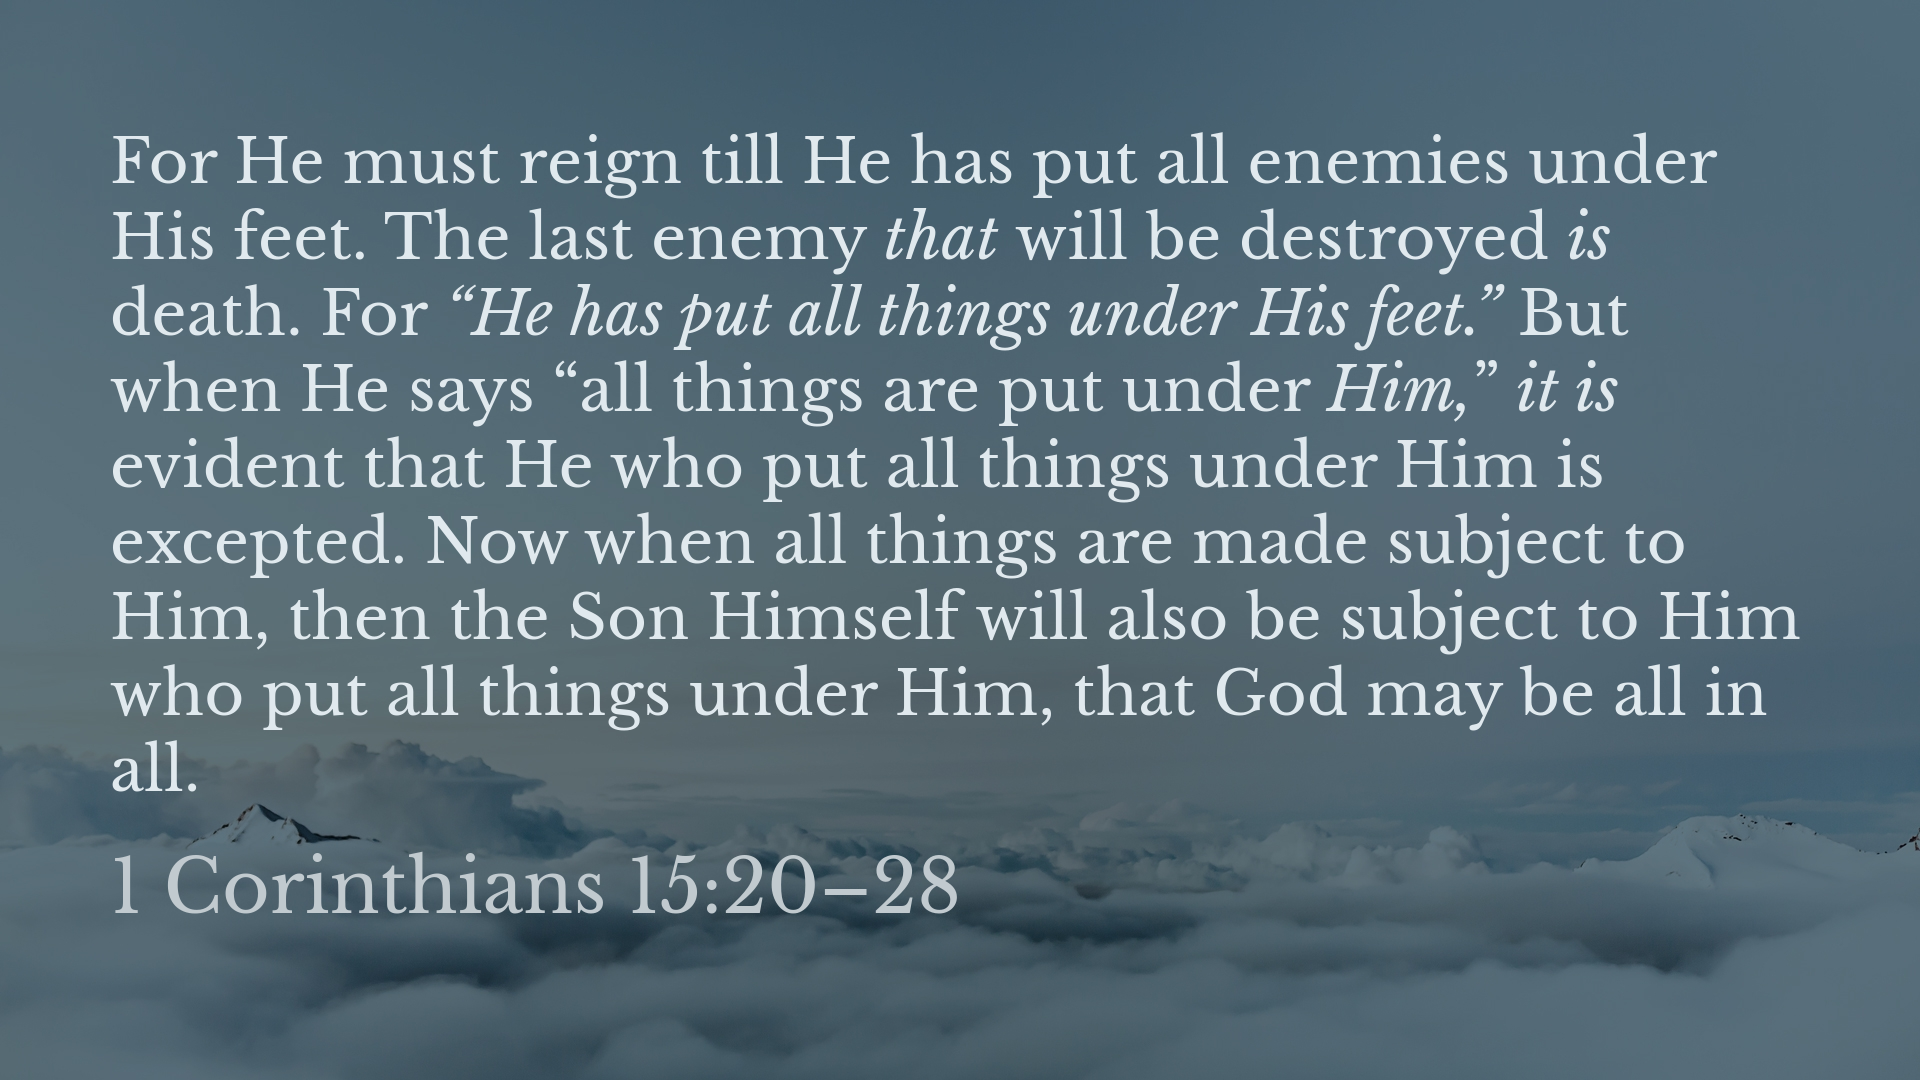 For He must reign till He has put all enemies under
His feet. The last enemy that will be destroyed is
death. For “He has put all things under His feet.” But
when He says “all things are put under Him,” it is
evident that He who put all things under Him is
excepted. Now when all things are made subject to
Him, then the Son Himself will also be subject to Him
who put all things under Him, that God may be all in
all.
1 Corinthians 15:20–28